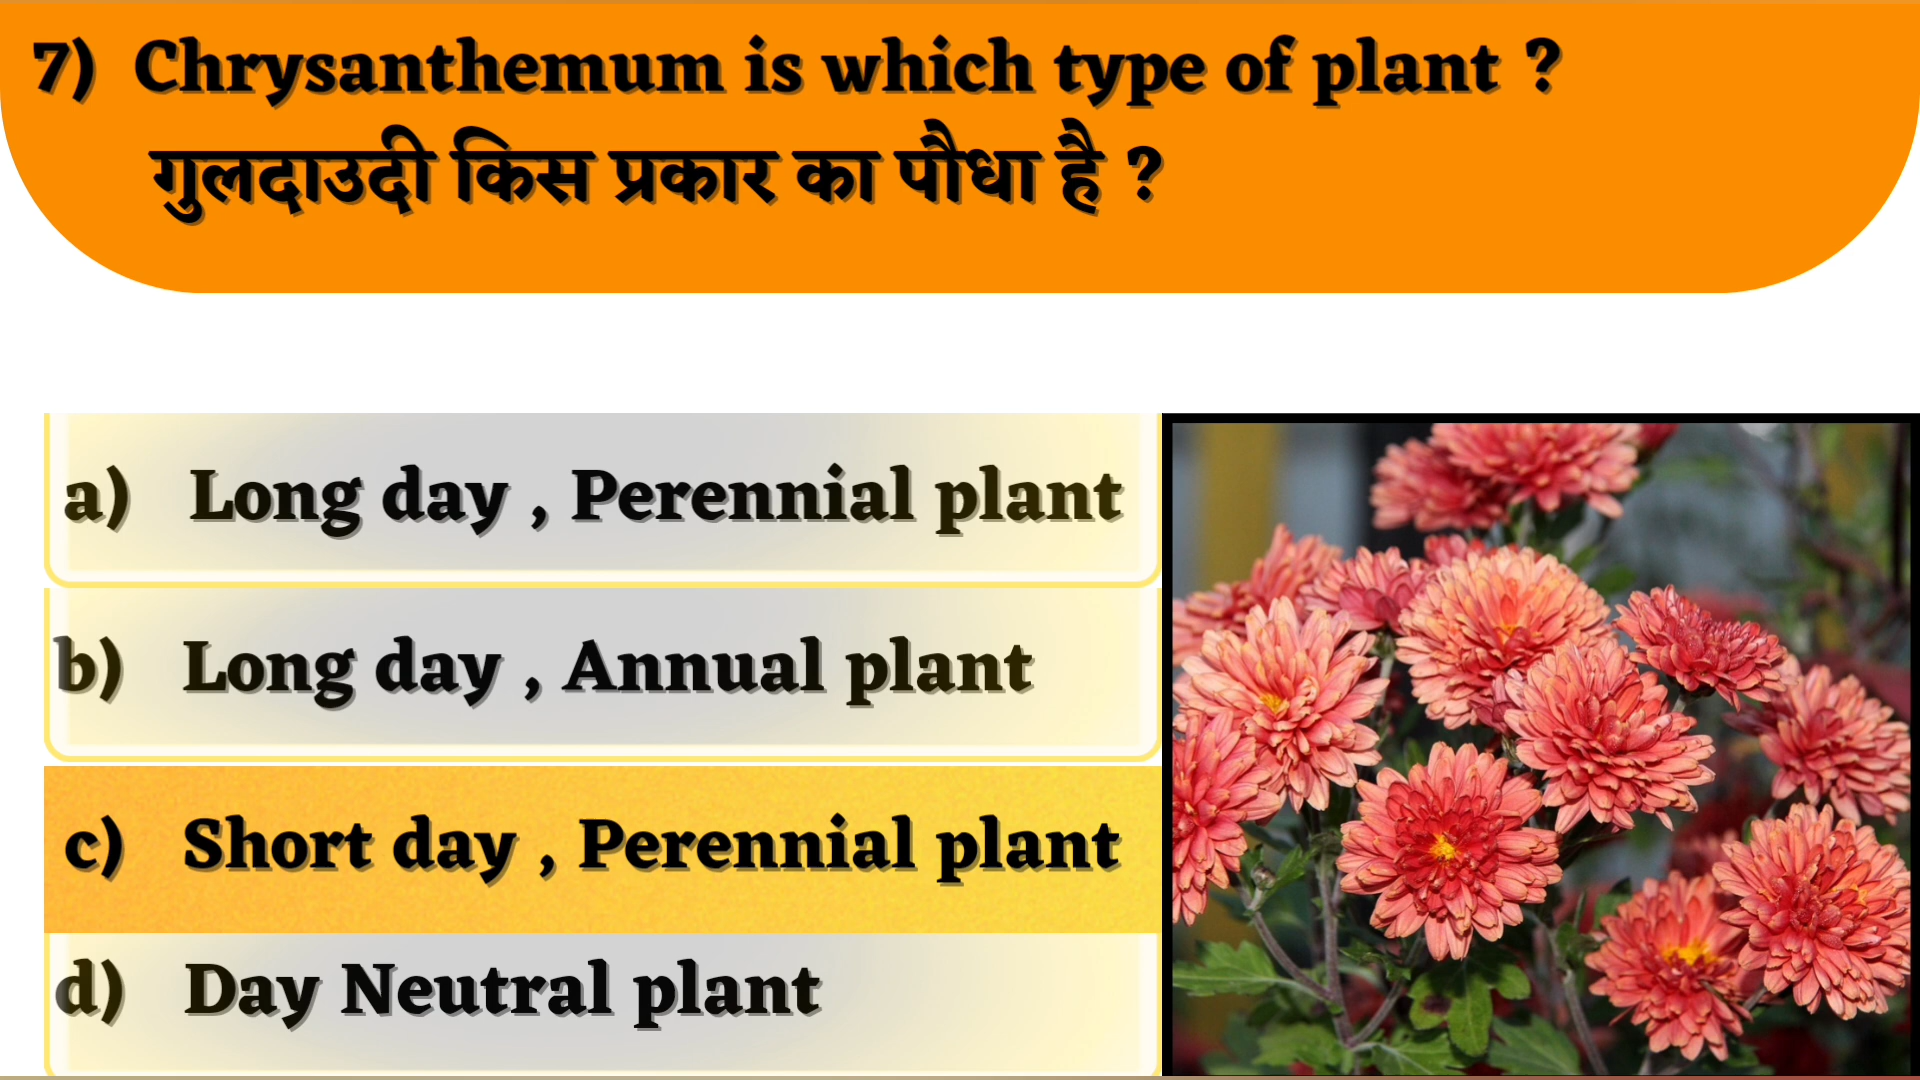 7) Chrysanthemum is which type of plant ?
गुलदाउदी किस प्रकार का पौधा है ?
a) Long day , Perennial plant
b) Long day , Annual plant
c) Short day , Perennial plant
d) Day Neutral plant